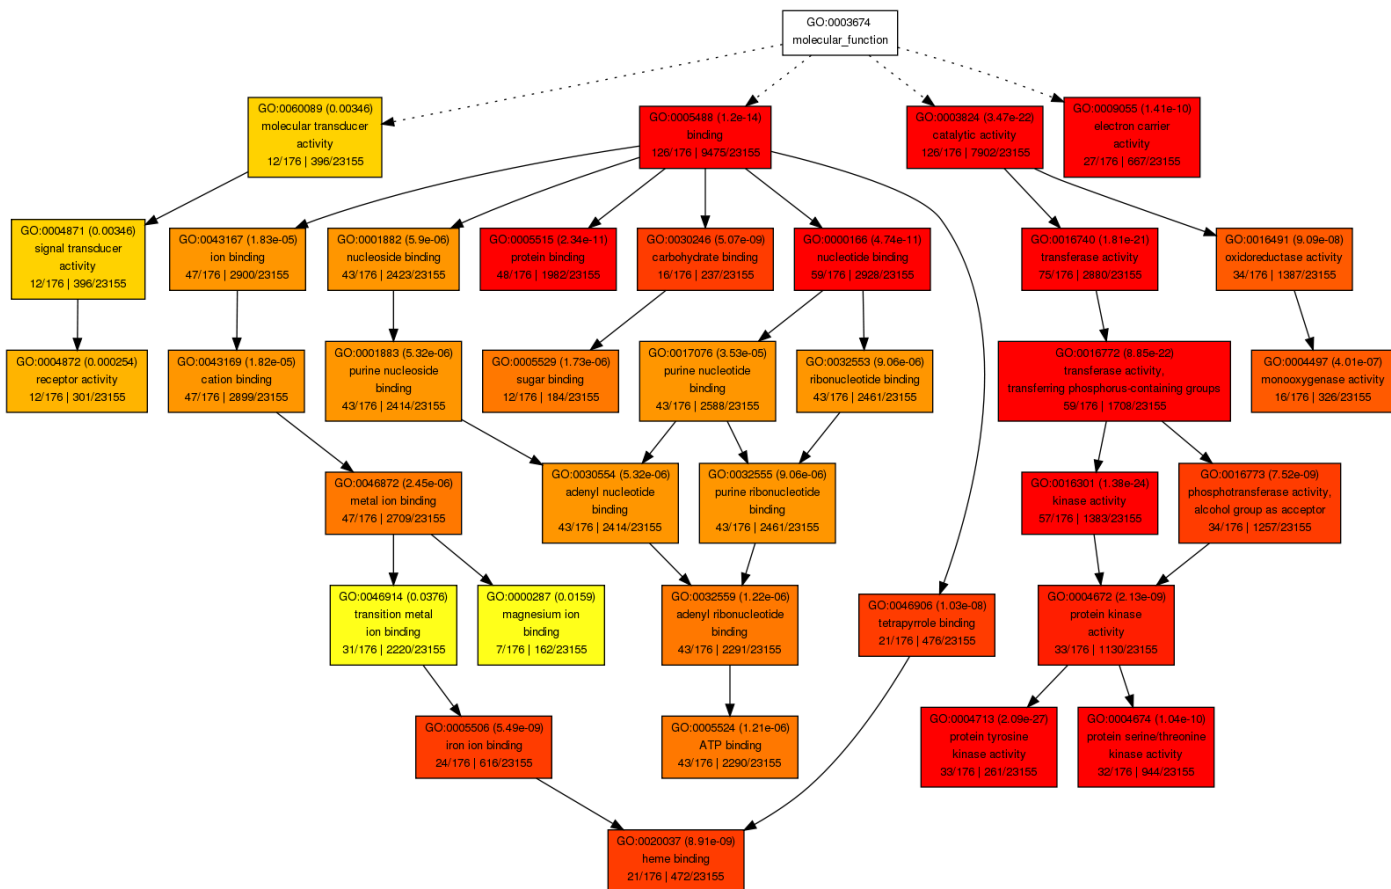 GO:0003674
molecular_function
GO:0060089 (0.00346)
molecular transducer
activity
12/176 | 396/23155
GO:0005488 (1.2e-14)
binding
126/176 | 9475/23155
GO:0003824 (3.47e-22)
catalytic activity
126/176 | 7902/23155
GO:0009055 (1.41e-10)
electron carrier
activity
27/176 | 667/23155
GO:0004871 (0.00346)
signal transducer
activity
12/176 | 396/23155
GO:0043167 (1.83e-05)
ion binding
47/176 | 2900/23155
GO:0001882 (5.9e-06)
nucleoside binding
43/176 | 2423/23155
GO:0005515 (2.34e-11)
protein binding
48/176 | 1982/23155
GO:0030246 (5.07e-09)
carbohydrate binding
16/176 | 237/23155
GO:0000166 (4.74e-11)
nucleotide binding
59/176 | 2928/23155
GO:0016740 (1.81e-21)
transferase activity
75/176 | 2880/23155
GO:0016491 (9.09e-08)
oxidoreductase activity
34/176 | 1387/23155
GO:0004872 (0.000254)
receptor activity
12/176 | 301/23155
GO:0043169 (1.82e-05)
cation binding
47/176 | 2899/23155
GO:0001883 (5.32e-06)
purine nucleoside
binding
43/176 | 2414/23155
GO:0005529 (1.73e-06)
sugar binding
12/176 | 184/23155
GO:0017076 (3.53e-05)
purine nucleotide
binding
43/176 | 2588/23155
GO:0032553 (9.06e-06)
ribonucleotide binding
43/176 | 2461/23155
GO:0016772 (8.85e-22)
transferase activity,
transferring phosphorus-containing groups
59/176 | 1708/23155
GO:0004497 (4.01e-07)
monooxygenase activity
16/176 | 326/23155
GO:0046872 (2.45e-06)
metal ion binding
47/176 | 2709/23155
GO:0030554 (5.32e-06)
adenyl nucleotide
binding
43/176 | 2414/23155
GO:0032555 (9.06e-06)
purine ribonucleotide
binding
43/176 | 2461/23155
GO:0016301 (1.38e-24)
kinase activity
57/176 | 1383/23155
GO:0016773 (7.52e-09)
phosphotransferase activity,
alcohol group as acceptor
34/176 | 1257/23155
GO:0046914 (0.0376)
transition metal
ion binding
31/176 | 2220/23155
GO:0000287 (0.0159)
magnesium ion
binding
7/176 | 162/23155
GO:0032559 (1.22e-06)
adenyl ribonucleotide
binding
43/176 | 2291/23155
GO:0046906 (1.03e-08)
tetrapyrrole binding
21/176 | 476/23155
GO:0004672 (2.13e-09)
protein kinase
activity
33/176 | 1130/23155
GO:0005506 (5.49e-09)
iron ion binding
24/176 | 616/23155
GO:0005524 (1.21e-06)
ATP binding
43/176 | 2290/23155
GO:0004713 (2.09e-27)
protein tyrosine
kinase activity
33/176 | 261/23155
GO:0004674 (1.04e-10)
protein serine/threonine
kinase activity
32/176 | 944/23155
GO:0020037 (8.91e-09)
heme binding
21/176 | 472/23155